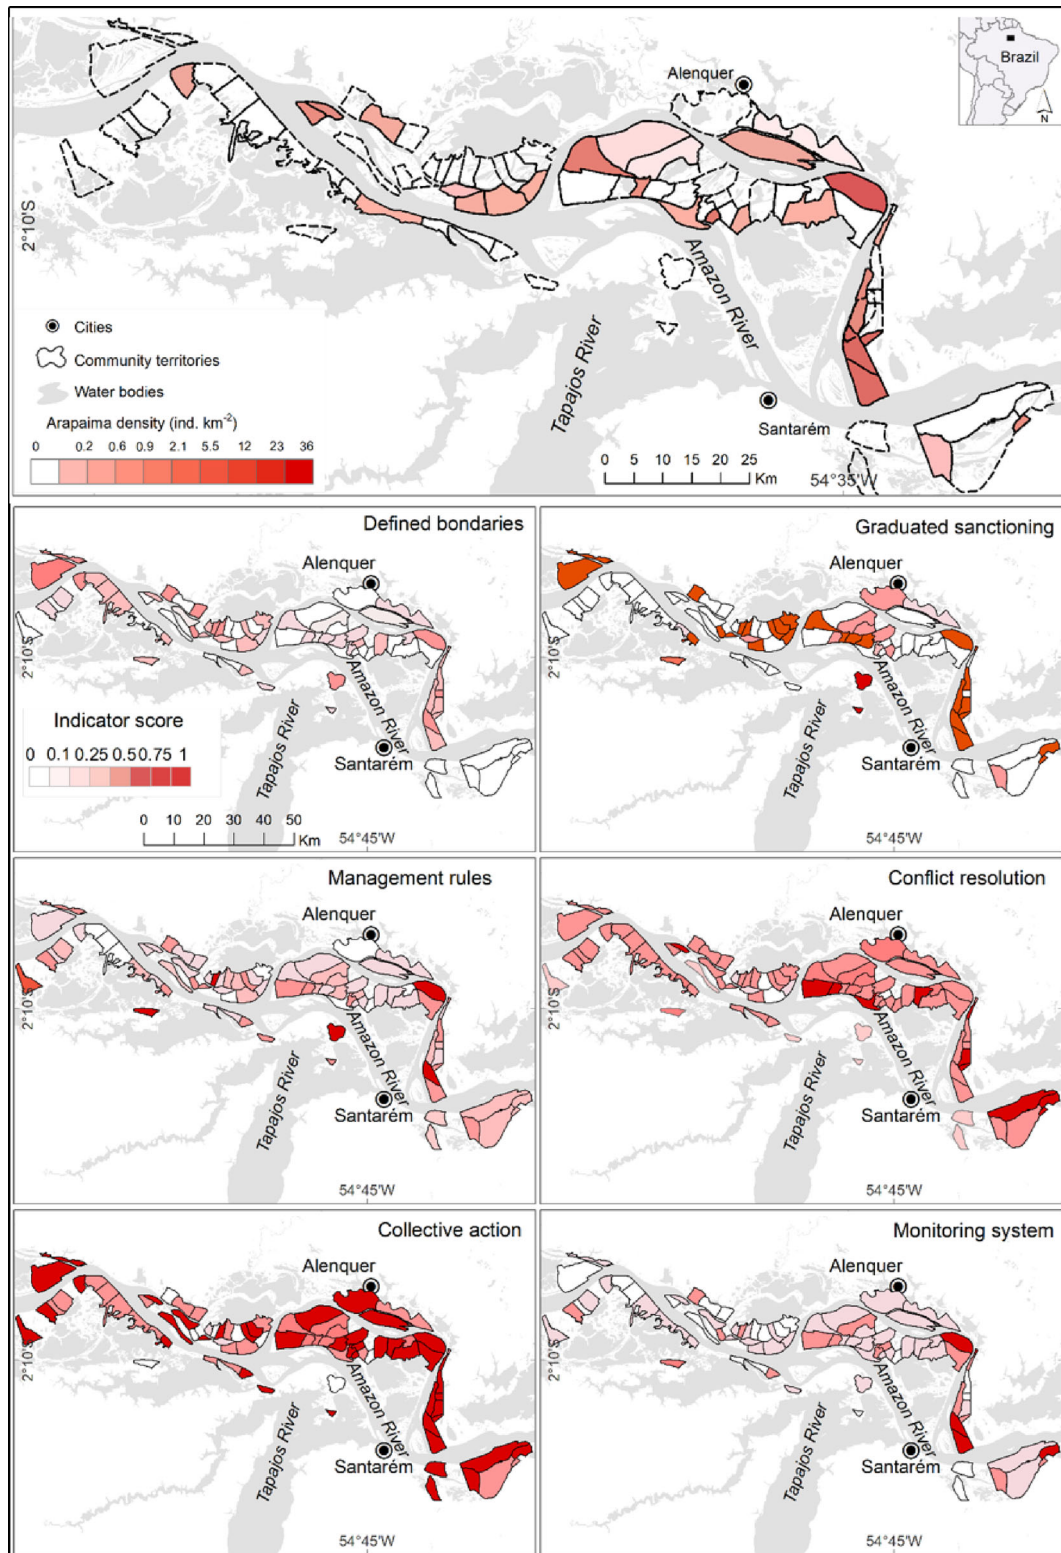 Alenquer
Brazil
N
2°10'S
Amazon River
Tapajos River
Cities
Community territories
Water bodies
Arapaima density (ind. km-2)
0 0.2 0.6 0.9 2.1 5.5 12 23 36
Santarém
0 5 10 15 20 25
Km
54°35'W
Defined bondaries
Alenquer
2°10'S
Amazon River
Indicator score
0 0.1 0.25 0.5 0.75 1
Tapajos River
Santarém
0 10 20 30 40 50
Km
54°45'W
Graduated sanctioning
Alenquer
2°10'S
Amazon River
Tapajos River
Santarém
54°45'W
Management rules
Alenquer
2°10'S
Amazon River
Tapajos River
Santarém
54°45'W
Conflict resolution
Alenquer
2°10'S
Amazon River
Tapajos River
Santarém
54°45'W
Collective action
Alenquer
2°10'S
Amazon River
Tapajos River
Santarém
54°45'W
Monitoring system
Alenquer
2°10'S
Amazon River
Tapajos River
Santarém
54°45'W